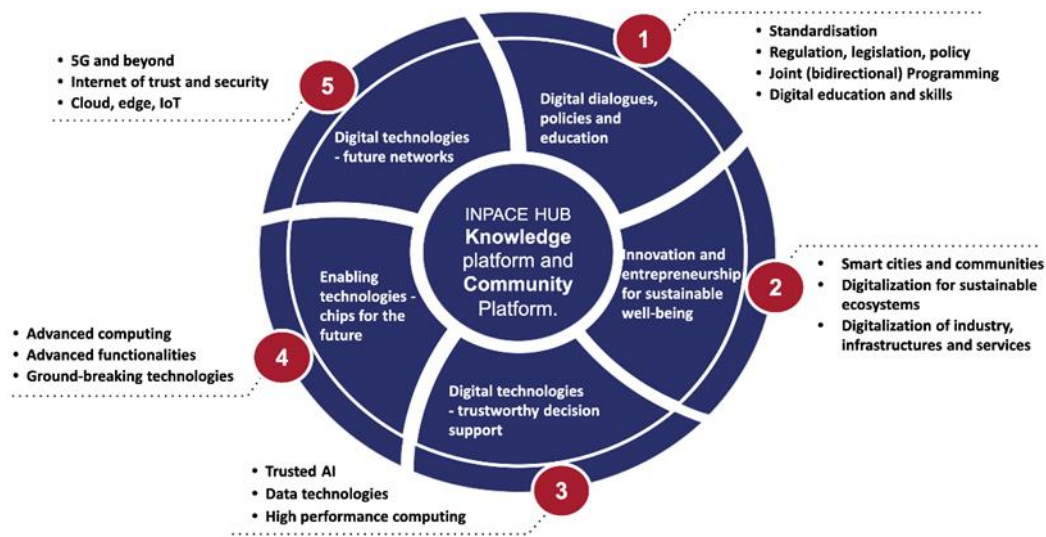 1
• Standardisation
• Regulation, legislation, policy
• Joint (bidirectional) Programming
• Digital education and skills
Digital dialogues,
policies and
education
2
• Smart cities and communities
• Digitalization for sustainable
ecosystems
• Digitalization of industry,
infrastructures and services
Innovation and
entrepreneurship
for sustainable
well-being
3
• Trusted AI
• Data technologies
• High performance computing
Digital technologies
- trustworthy decision
support
4
• Advanced computing
• Advanced functionalities
• Ground-breaking technologies
Enabling
technologies -
chips for the
future
5
• 5G and beyond
• Internet of trust and security
• Cloud, edge, IoT
Digital technologies
- future networks
INPACE HUB
Knowledge
platform and
Community
Platform.